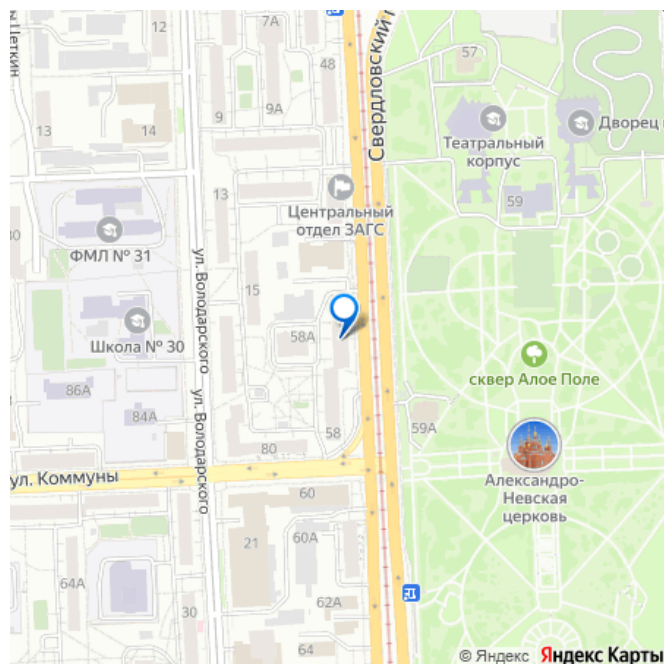 ы Цеткин
7А
48
Свердловский п
57
9
9А
13
14
Театральный
корпус
Дворец
59
13
Центральный
отдел ЗАГС
30
ФМЛ № 31
ул. Володарского
15
58А
Школа № 30
сквер Алое Поле
86А
84А
ул. Володарского
59А
58
80
ул. Коммуны
Александро-
Невская
церковь
60
21
60А
64А
30
62А
64
© Яндекс Яндекс Карты